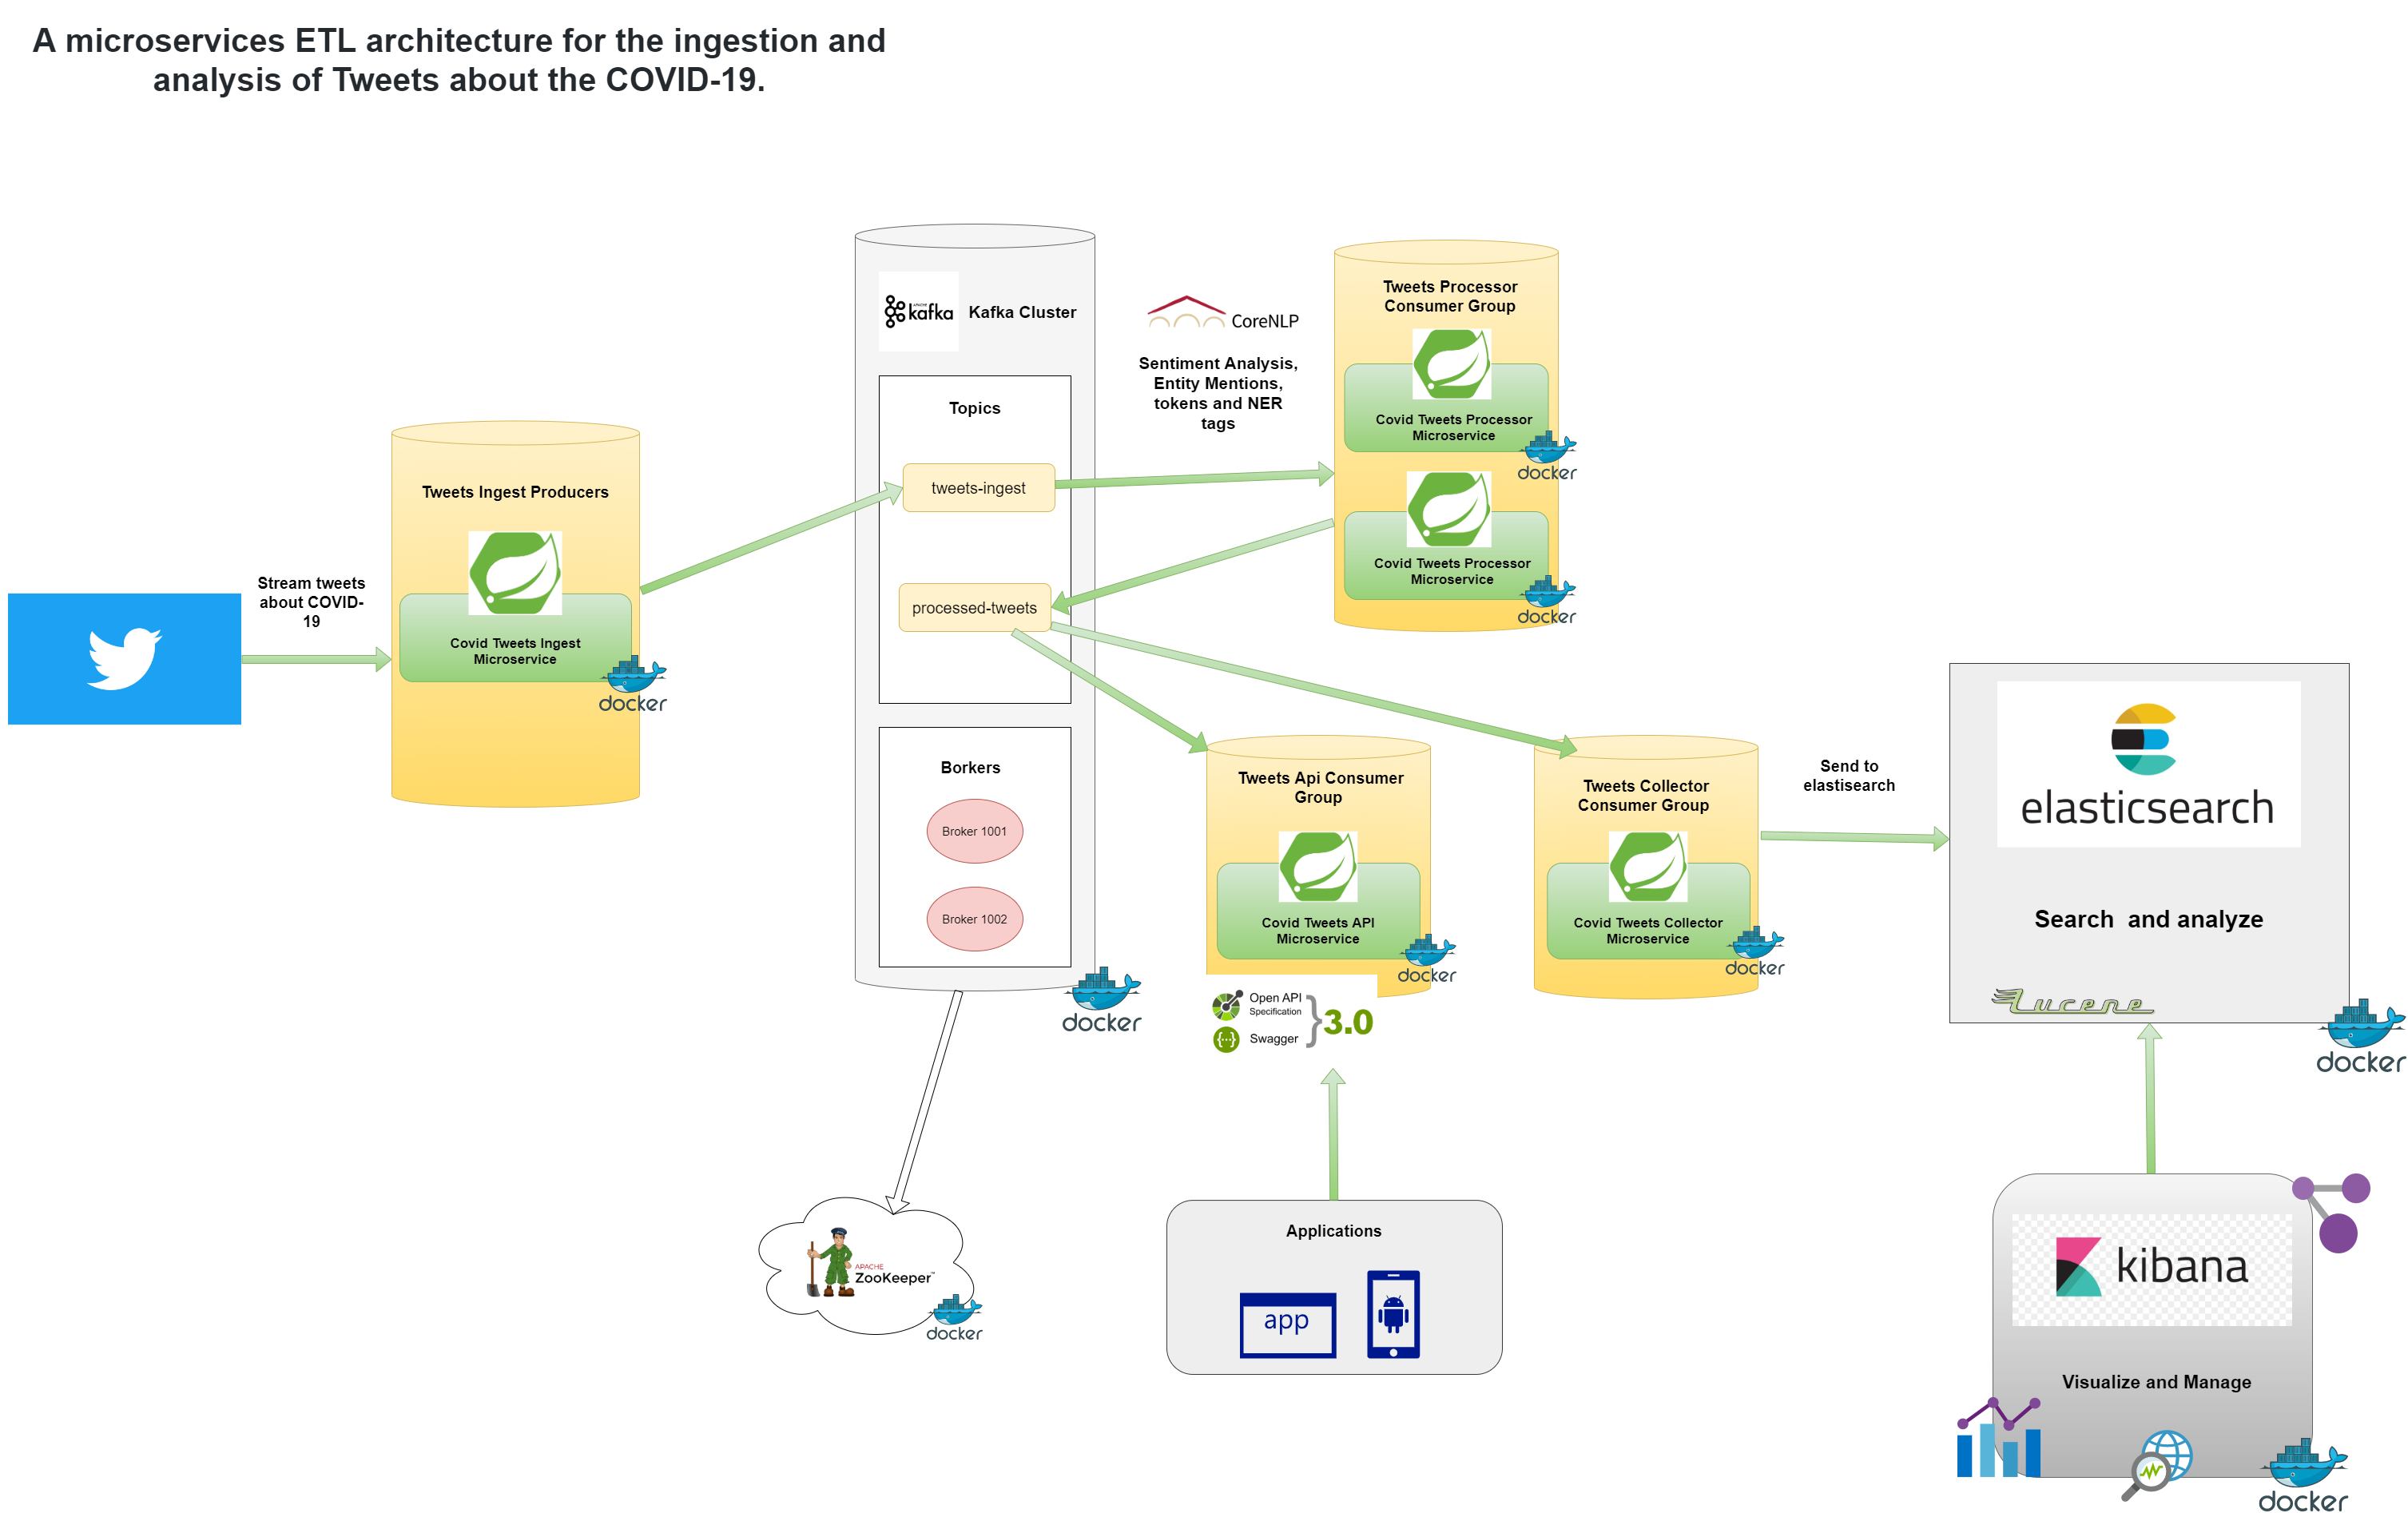 A microservices ETL architecture for the ingestion and
analysis of Tweets about the COVID-19.
Stream tweets
about COVID-
19
Tweets Ingest Producers
Covid Tweets Ingest
Microservice
docker
APACHE
kafka
Kafka Cluster
Topics
tweets-ingest
processed-tweets
Borkers
Broker 1001
Broker 1002
docker
CoreNLP
Sentiment Analysis,
Entity Mentions,
tokens and NER
tags
Tweets Processor
Consumer Group
Covid Tweets Processor
Microservice
docker
Covid Tweets Processor
Microservice
docker
Tweets Api Consumer
Group
Covid Tweets API
Microservice
docker
Open API
Specification
Swagger
3.0
Tweets Collector
Consumer Group
Covid Tweets Collector
Microservice
docker
Send to
elastisearch
elasticsearch
Search and analyze
Lucene
docker
APACHE
ZooKeeper™
docker
Applications
app
kibana
Visualize and Manage
docker